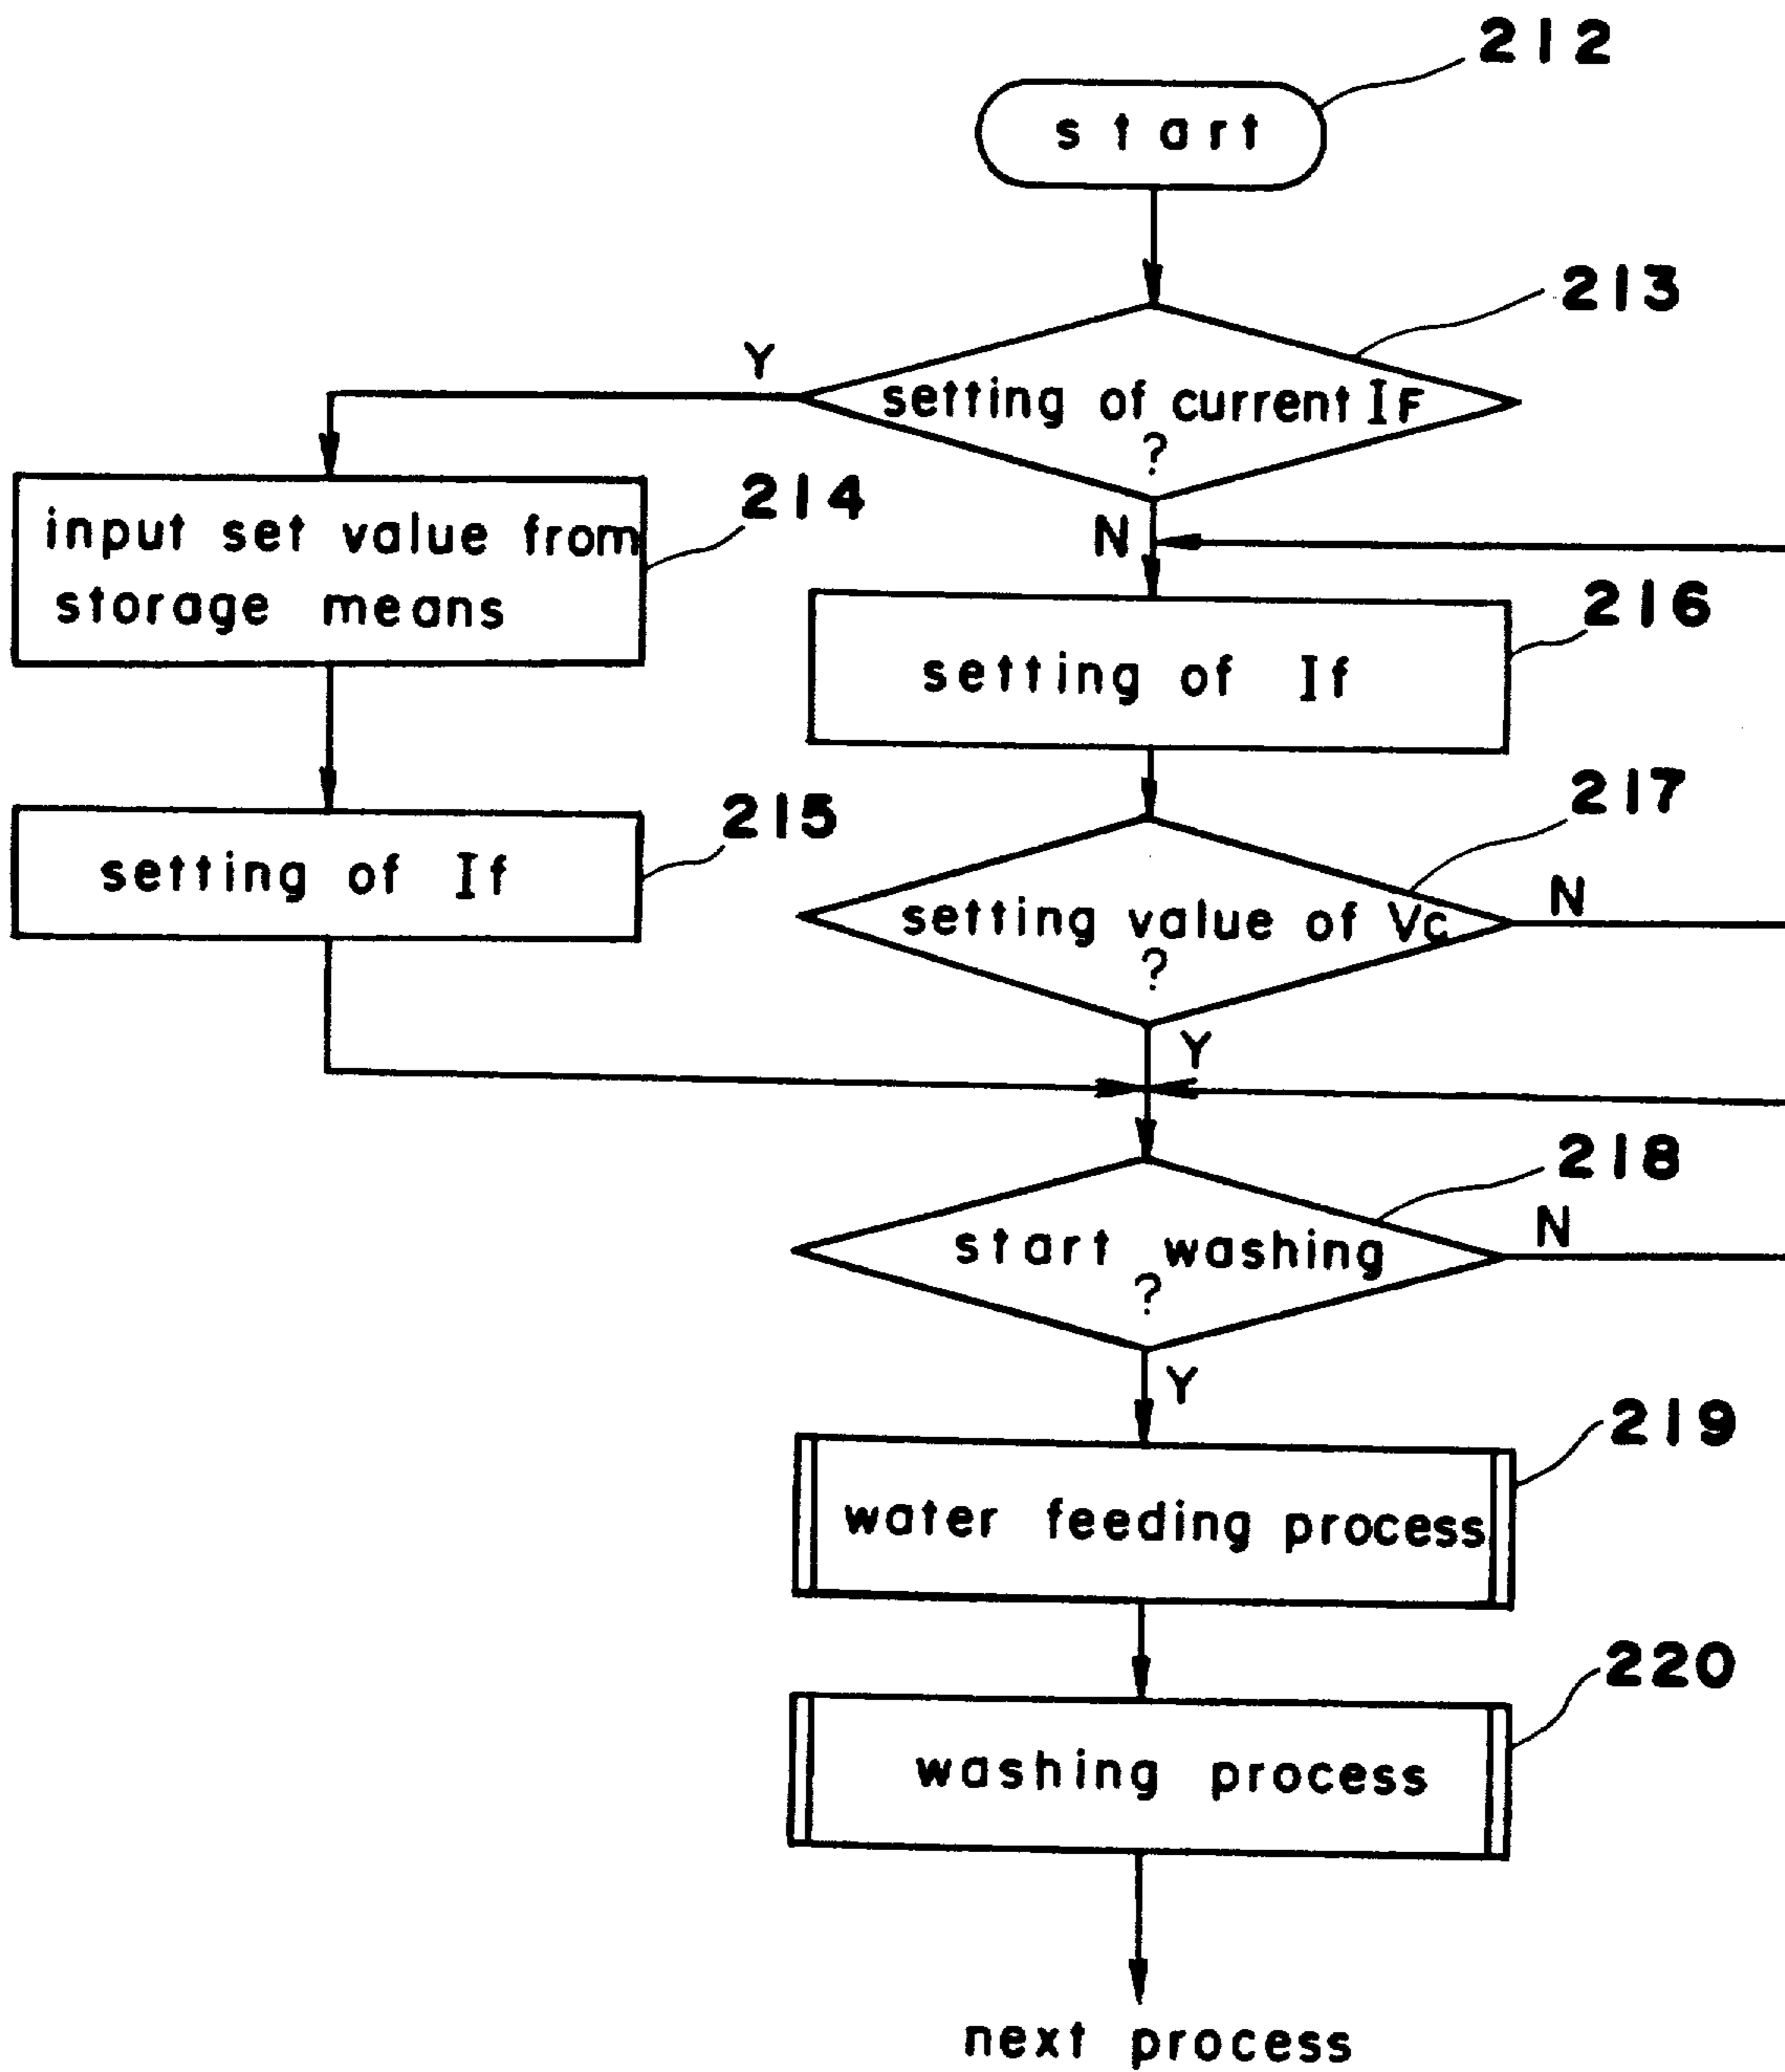 212
start
213
Y
setting of current IF
?
N
214
input set value from
storage means
216
setting of If
215
setting of If
217
setting value of Vc
?
N
Y
218
start washing
?
N
Y
219
water feeding process
220
washing process
next process